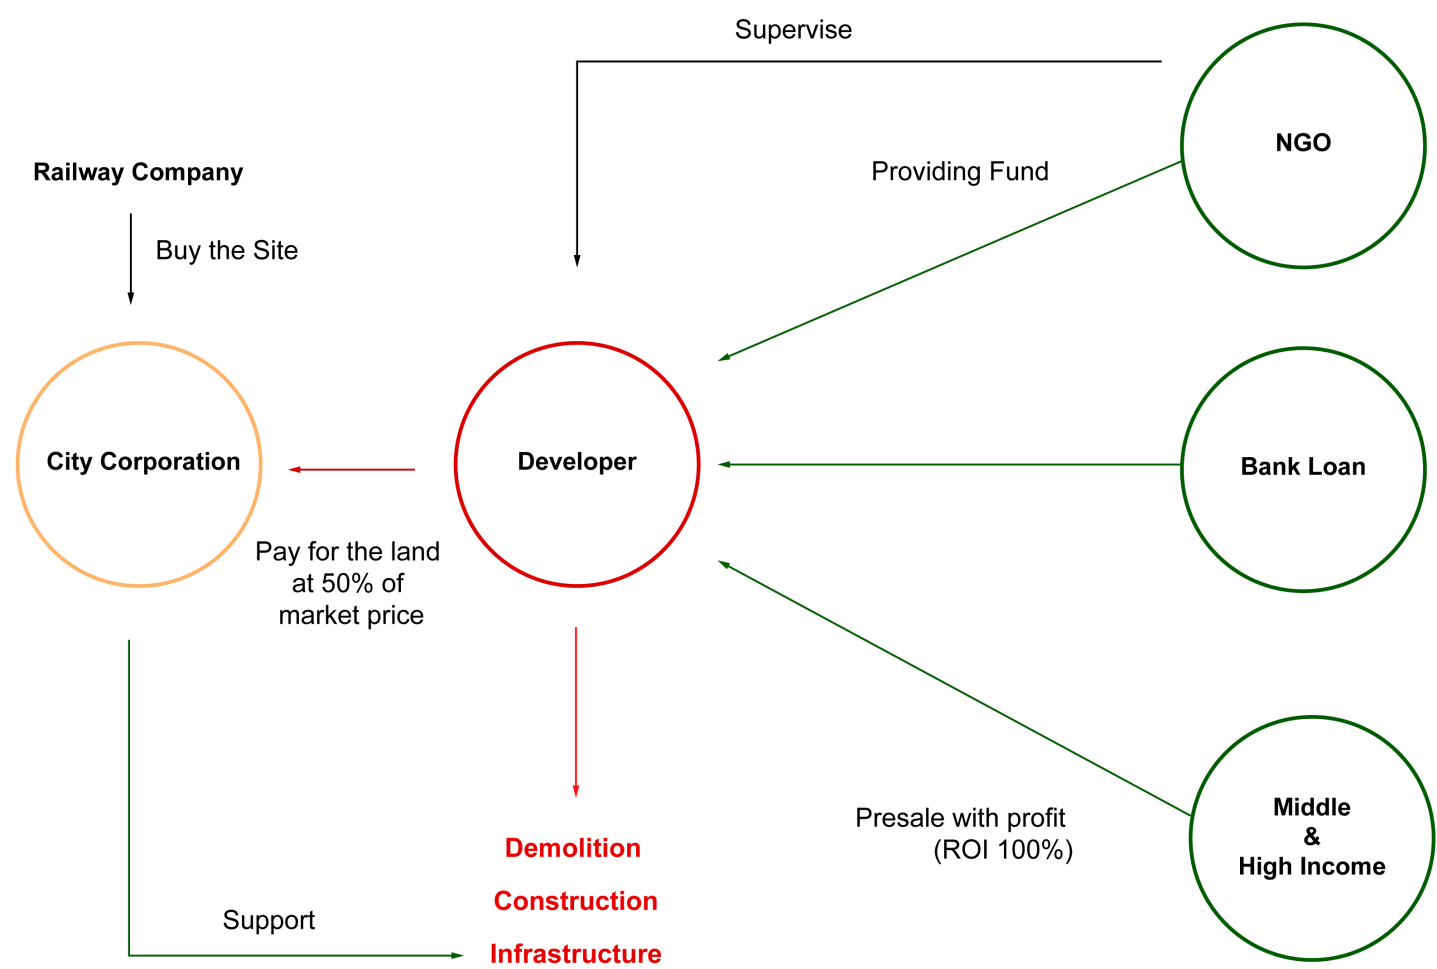 Supervise
NGO
Providing Fund
Railway Company
Buy the Site
City Corporation
Developer
Bank Loan
Pay for the land
at 50% of
market price
Presale with profit
(ROI 100%)
Middle
&
High Income
Demolition
Construction
Infrastructure
Support